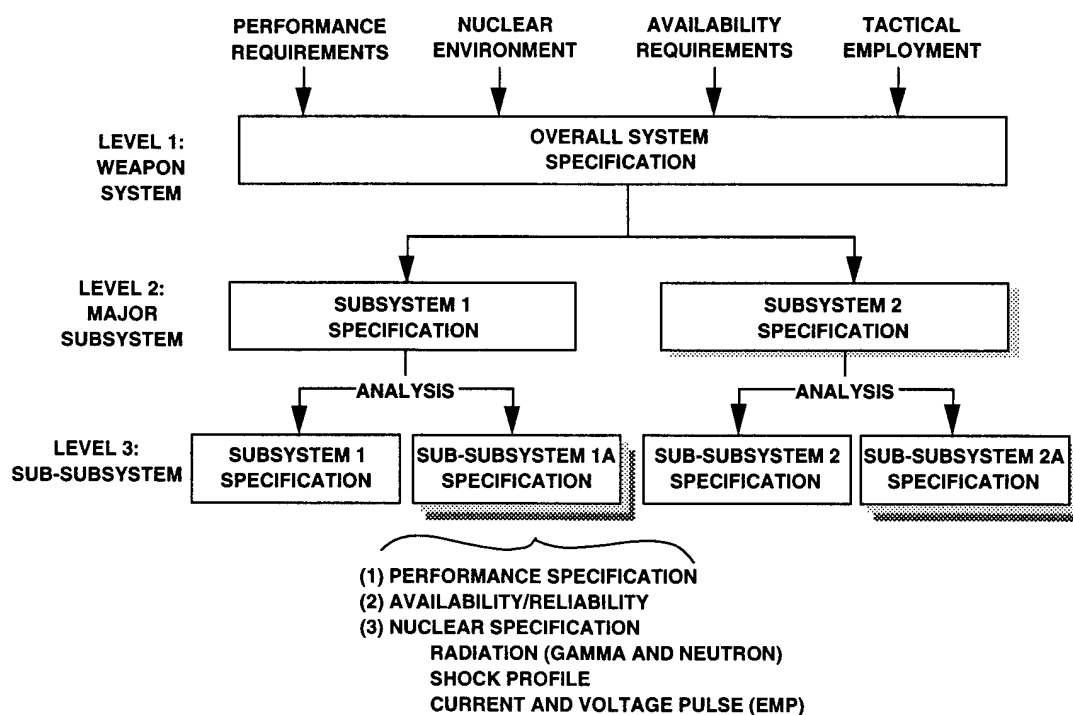 PERFORMANCE
REQUIREMENTS
NUCLEAR
ENVIRONMENT
AVAILABILITY
REQUIREMENTS
TACTICAL
EMPLOYMENT
LEVEL 1:
WEAPON
SYSTEM
OVERALL SYSTEM
SPECIFICATION
LEVEL 2:
MAJOR
SUBSYSTEM
SUBSYSTEM 1
SPECIFICATION
SUBSYSTEM 2
SPECIFICATION
ANALYSIS
ANALYSIS
LEVEL 3:
SUB-SUBSYSTEM
SUBSYSTEM 1
SPECIFICATION
SUB-SUBSYSTEM 1A
SPECIFICATION
SUB-SUBSYSTEM 2
SPECIFICATION
SUB-SUBSYSTEM 2A
SPECIFICATION
(1) PERFORMANCE SPECIFICATION
(2) AVAILABILITY/RELIABILITY
(3) NUCLEAR SPECIFICATION
RADIATION (GAMMA AND NEUTRON)
SHOCK PROFILE
CURRENT AND VOLTAGE PULSE (EMP)